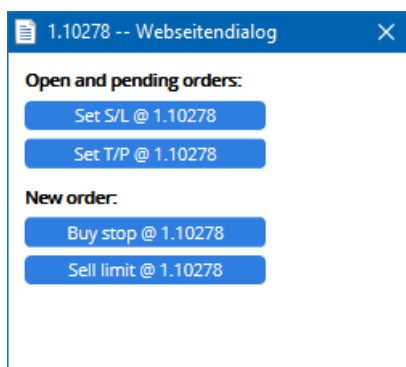 1.10278 -- Webseitendialog
Open and pending orders:
Set S/L @ 1.10278
Set T/P @ 1.10278
New order:
Buy stop @ 1.10278
Sell limit @ 1.10278